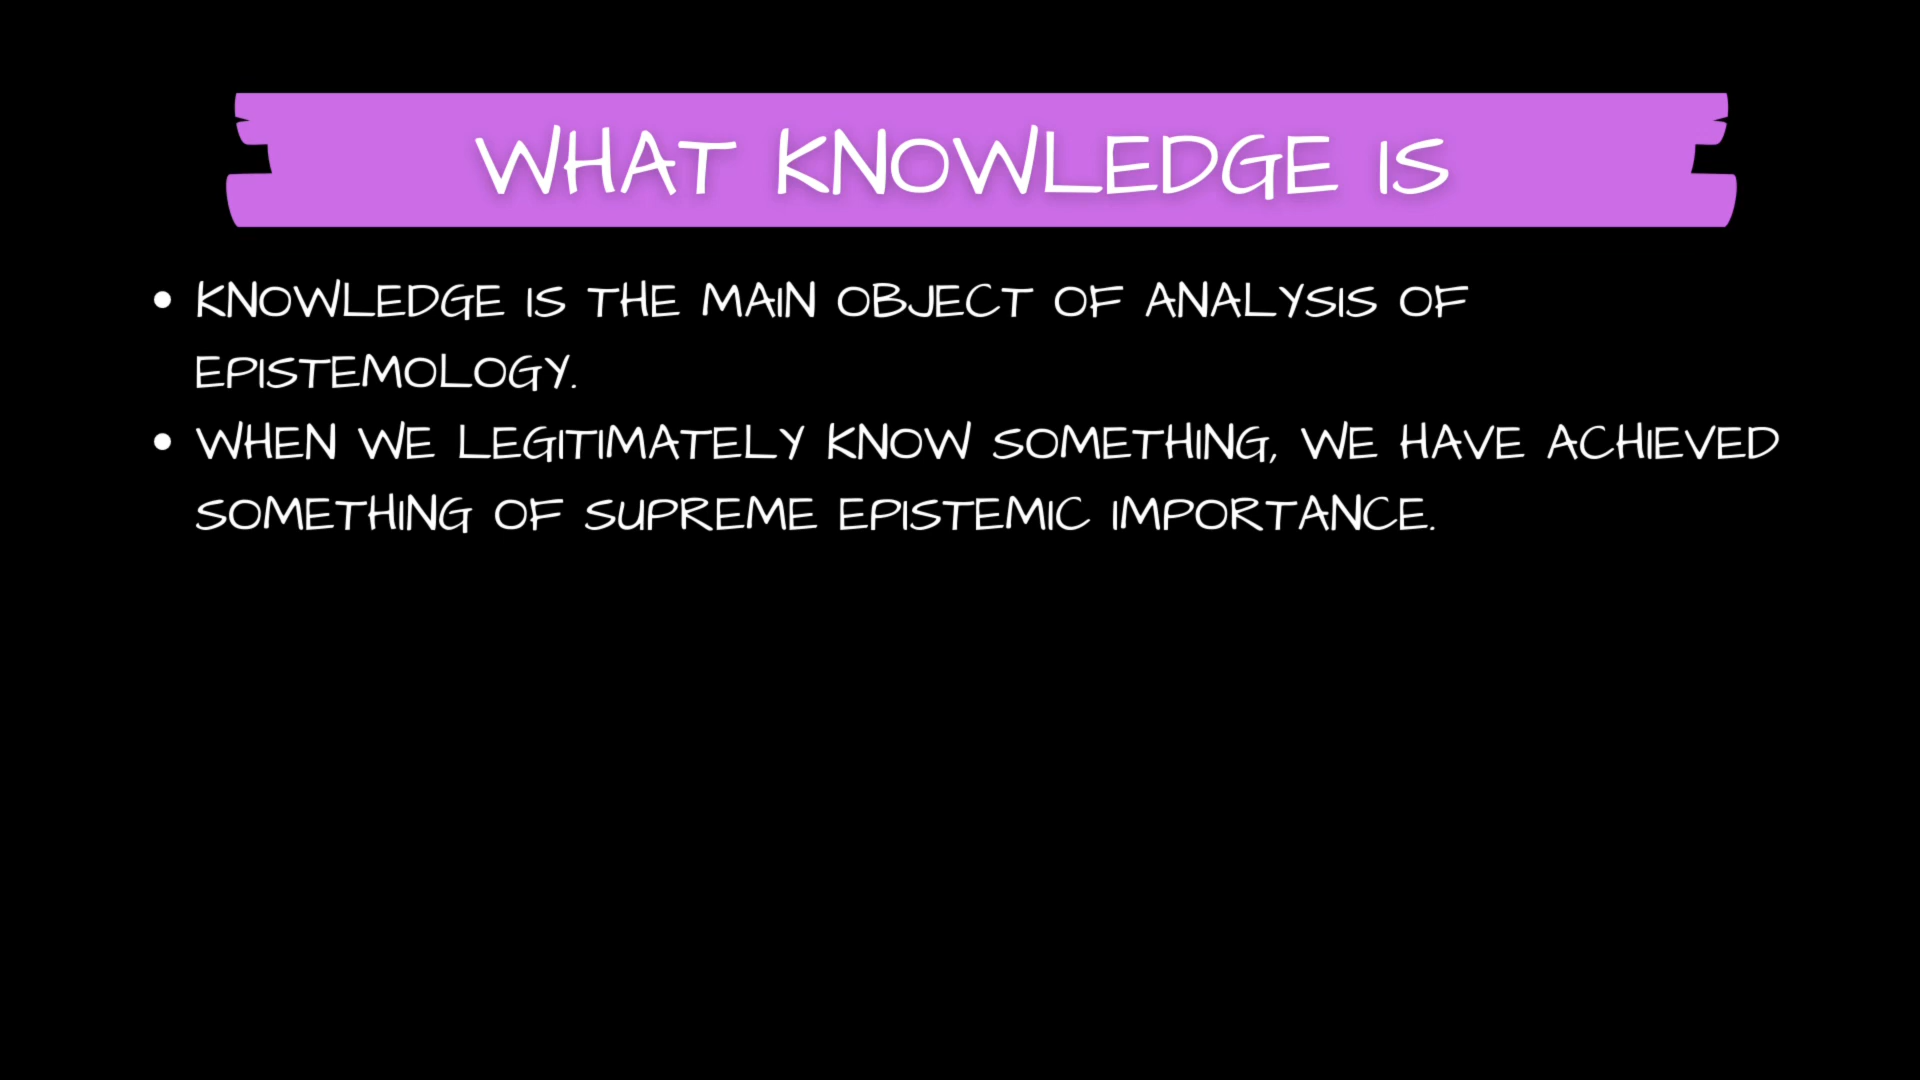 WHAT KNOWLEDGE IS
• KNOWLEDGE IS THE MAIN OBJECT OF ANALYSIS OF
EPISTEMOLOGY.
• WHEN WE LEGITIMATELY KNOW SOMETHING, WE HAVE ACHIEVED
SOMETHING OF SUPREME EPISTEMIC IMPORTANCE.